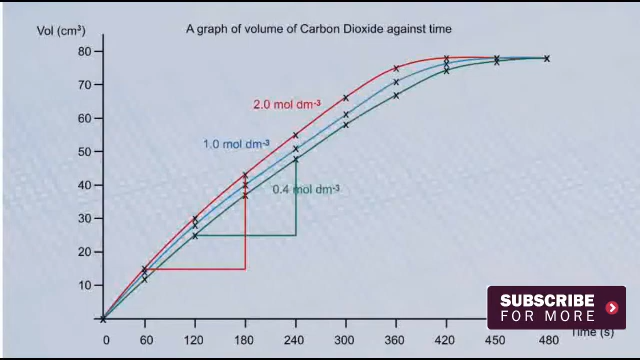 A graph of volume of Carbon Dioxide against time
Vol (cm³)
80
70
60
50
40
30
20
10
2.0 mol dm-³
1.0 mol dm-³
0.4 mol dm-³
0 60 120 180 240 300 360 420 450 480
Time (s)
SUBSCRIBE
FOR MORE